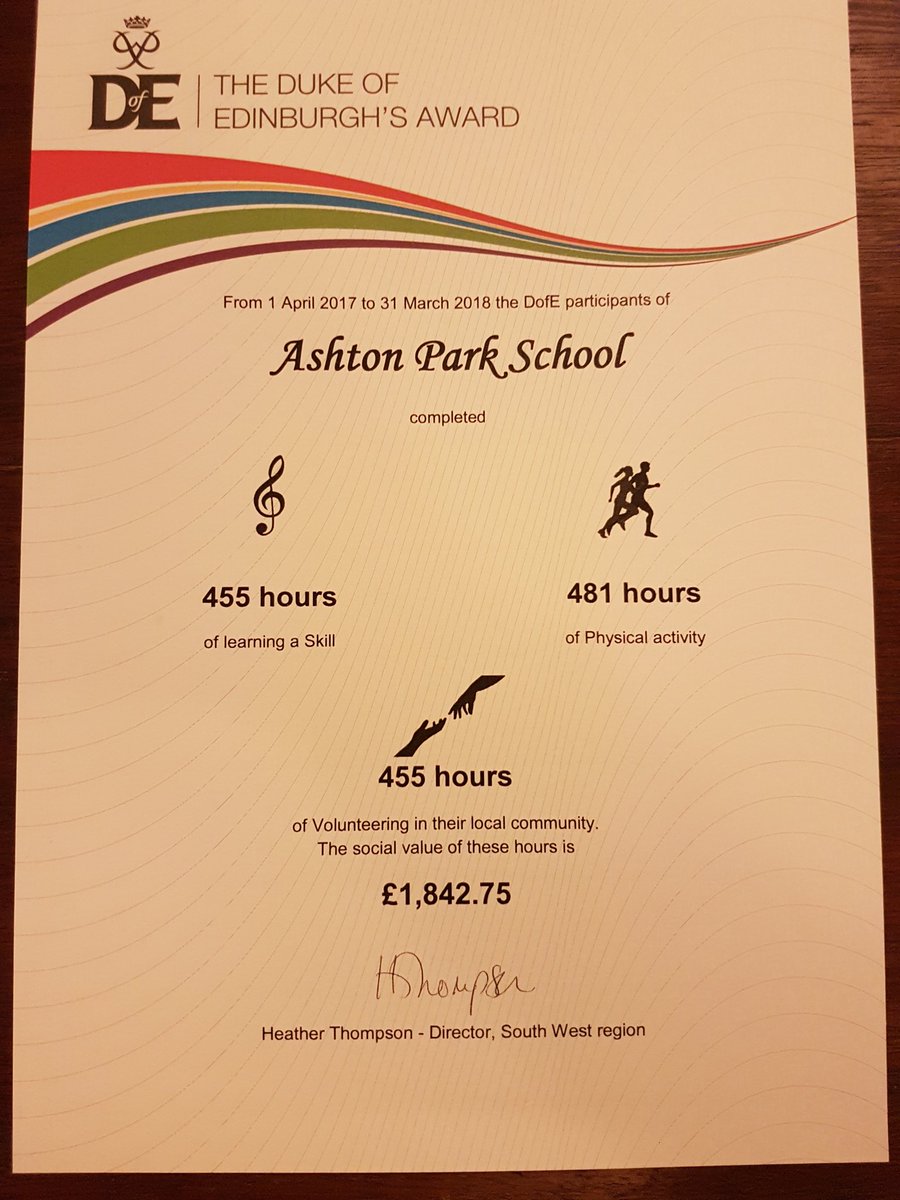 DofE
THE DUKE OF
EDINBURGH'S AWARD
From 1 April 2017 to 31 March 2018 the DofE participants of
Ashton Park School
completed
455 hours
of learning a Skill
481 hours
of Physical activity
455 hours
of Volunteering in their local community.
The social value of these hours is
£1,842.75
HThompson
Heather Thompson - Director, South West region